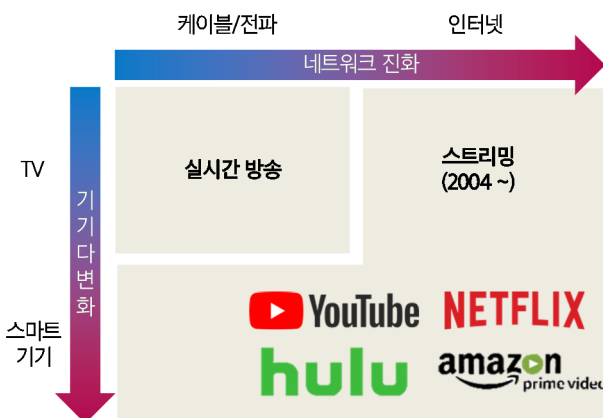 케이블/전파
인터넷
네트워크 진화
TV
실시간 방송
스트리밍
(2004 ~)
기기다변화
스마트
기기
YouTube
NETFLIX
hulu
amazon
prime video